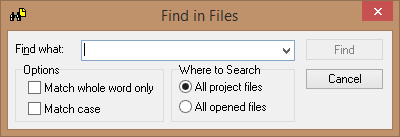 Find in Files
Find what:
Find
Options
Where to Search
Cancel
Match whole word only
All project files
Match case
All opened files